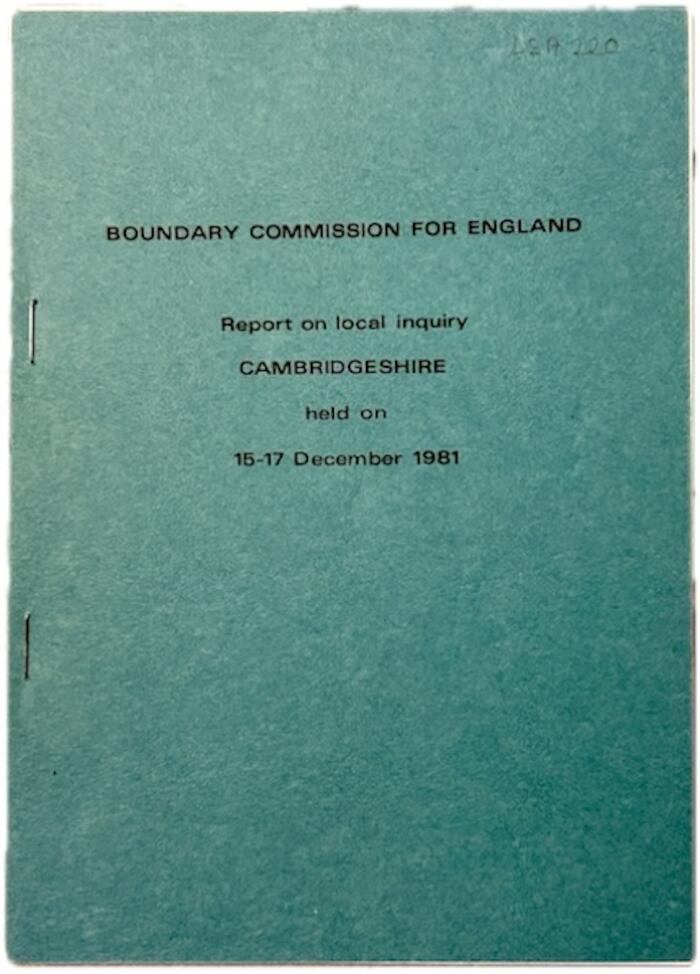 BOUNDARY COMMISSION FOR ENGLAND
Report on local inquiry
CAMBRIDGESHIRE
held on
15-17 December 1981